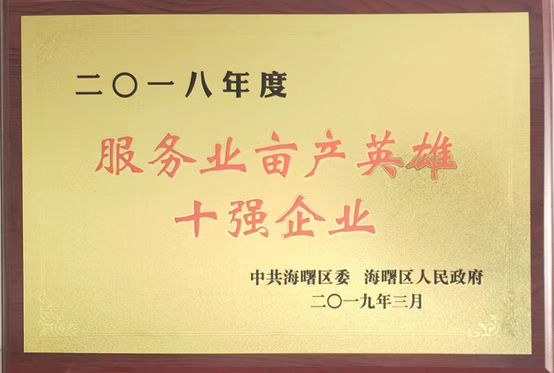 二〇一八年度
服务业亩产英雄
十强企业
中共海曙区委 海曙区人民政府
二〇一九年三月